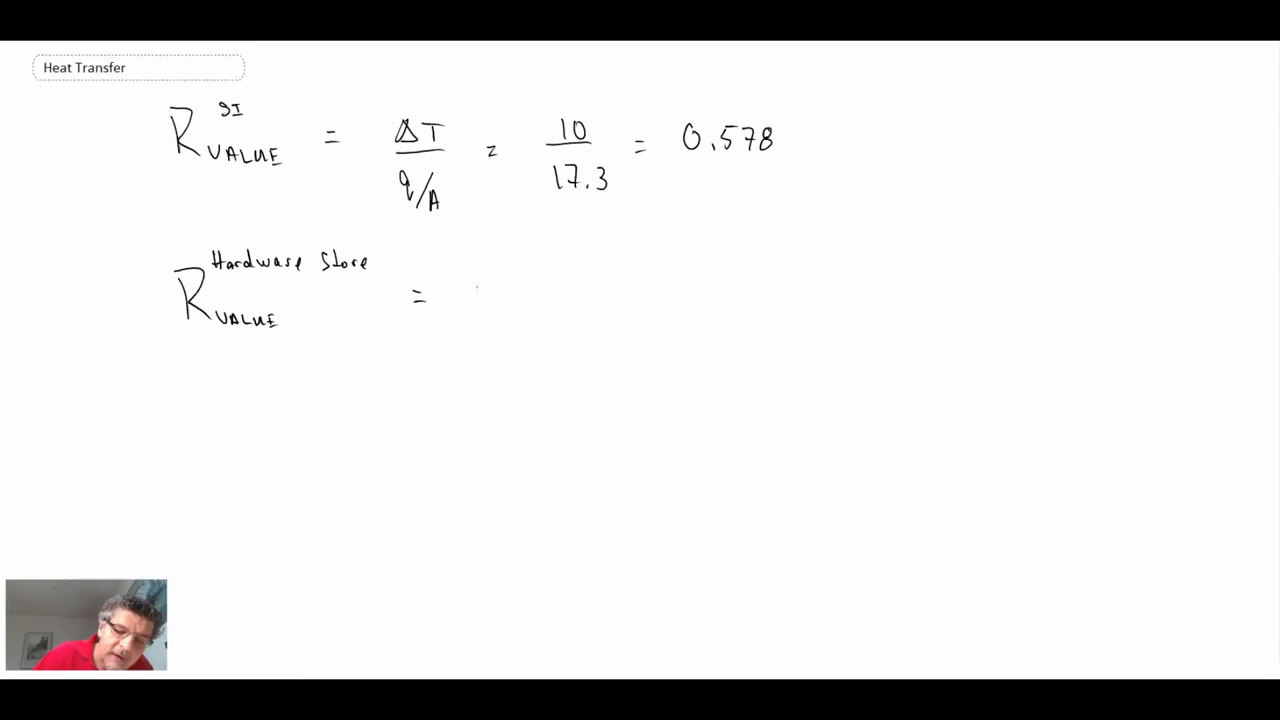 Heat Transfer
R VALUE SI = ΔT / q/A = 10 / 17.3 = 0.578
R VALUE Hardware Store =